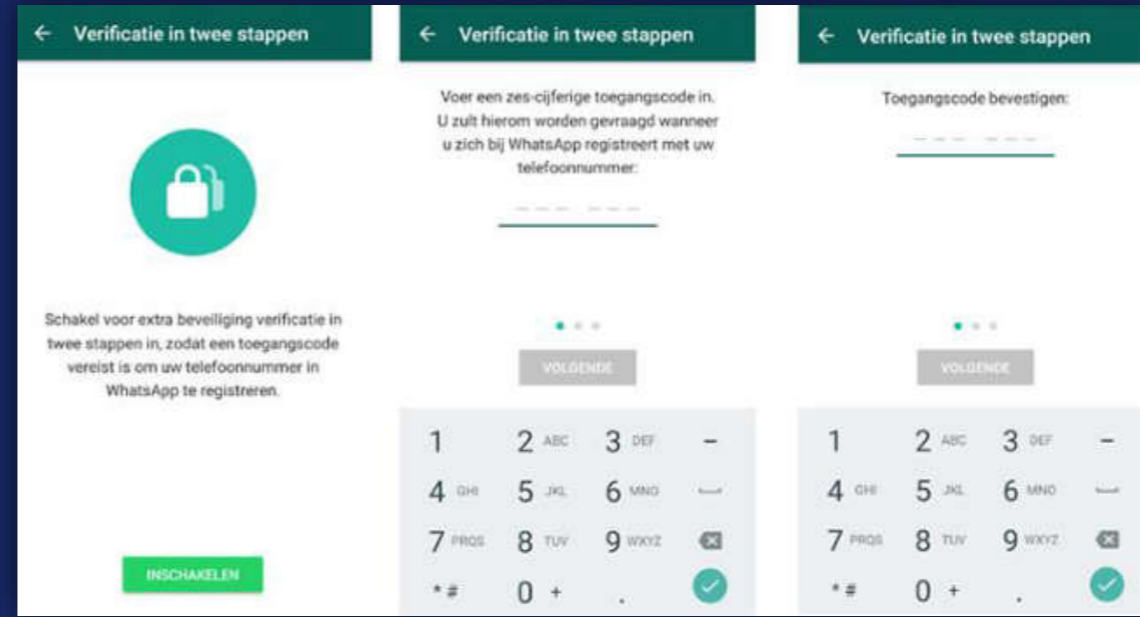 Verificatie in twee stappen
Schakel voor extra beveiliging verificatie in
twee stappen in, zodat een toegangscode
vereist is om uw telefoonnummer in
WhatsApp te registreren.
INSCHAKELEN
Verificatie in twee stappen
Voer een zes-cijferige toegangscode in.
U zult hierom worden gevraagd wanneer
u zich bij WhatsApp registreert met uw
telefoonnummer:
VOLGENDE
1 2 ABC 3 DEF -
4 GHI 5 JKL 6 MNO
7 PRQS 8 TUV 9 WXYZ
* # 0 + .
Verificatie in twee stappen
Toegangscode bevestigen:
VOLGENDE
1 2 ABC 3 DEF -
4 GHI 5 JKL 6 MNO
7 PRQS 8 TUV 9 WXYZ
* # 0 + .